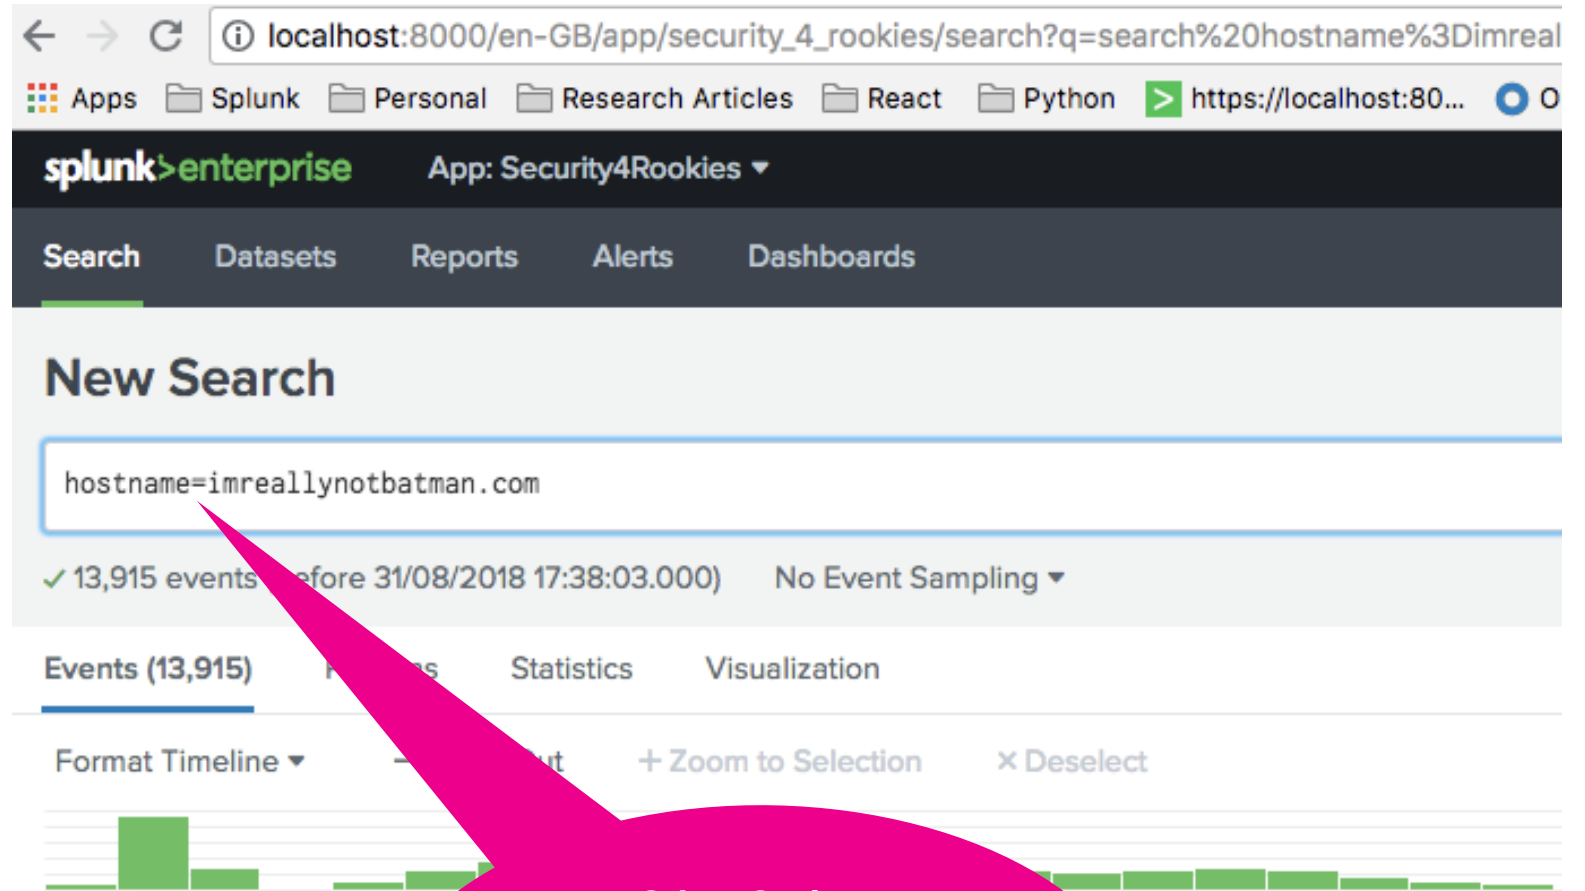 localhost:8000/en-GB/app/security_4_rookies/search?q=search%20hostname%3Dimreal
Apps Splunk Personal Research Articles React Python https://localhost:80... O
splunk>enterprise App: Security4Rookies
Search Datasets Reports Alerts Dashboards
New Search
hostname=imreallynotbatman.com
✓ 13,915 events efore 31/08/2018 17:38:03.000) No Event Sampling
Events (13,915) s Statistics Visualization
Format Timeline – ut + Zoom to Selection × Deselect